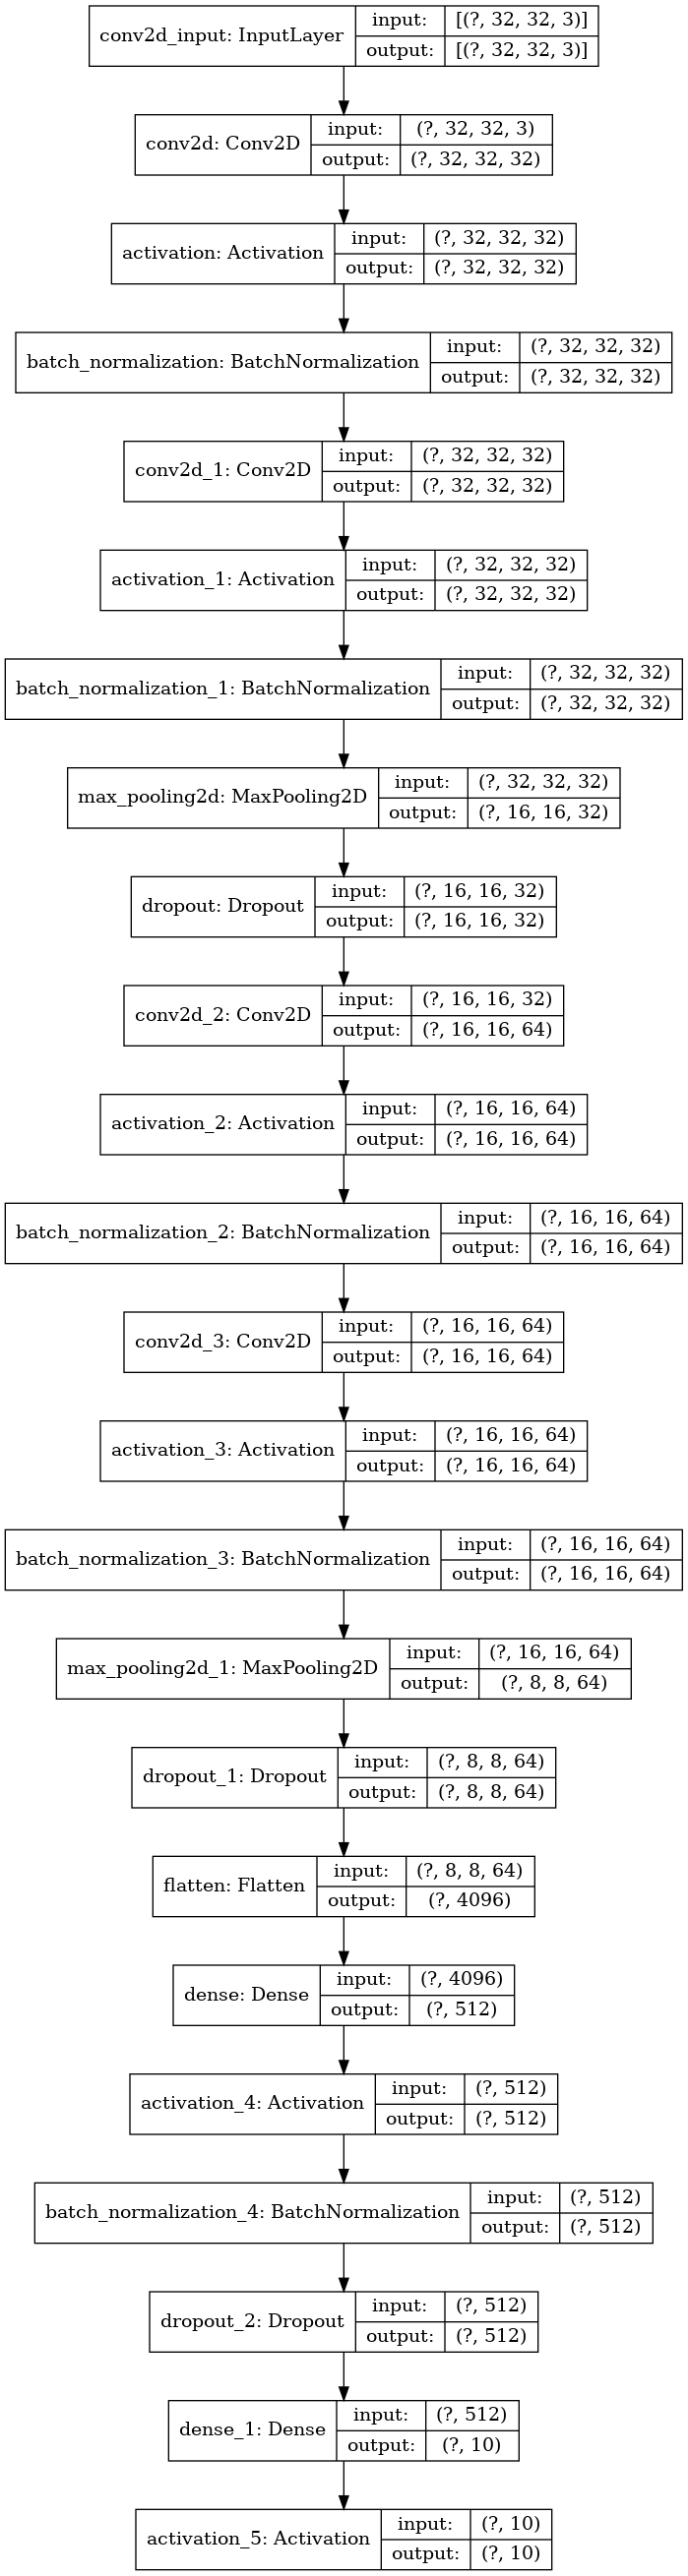 conv2d_input: InputLayer
input:
[(?, 32, 32, 3)]
output:
[(?, 32, 32, 3)]
conv2d: Conv2D
input:
(?, 32, 32, 3)
output:
(?, 32, 32, 32)
activation: Activation
input:
(?, 32, 32, 32)
output:
(?, 32, 32, 32)
batch_normalization: BatchNormalization
input:
(?, 32, 32, 32)
output:
(?, 32, 32, 32)
conv2d_1: Conv2D
input:
(?, 32, 32, 32)
output:
(?, 32, 32, 32)
activation_1: Activation
input:
(?, 32, 32, 32)
output:
(?, 32, 32, 32)
batch_normalization_1: BatchNormalization
input:
(?, 32, 32, 32)
output:
(?, 32, 32, 32)
max_pooling2d: MaxPooling2D
input:
(?, 32, 32, 32)
output:
(?, 16, 16, 32)
dropout: Dropout
input:
(?, 16, 16, 32)
output:
(?, 16, 16, 32)
conv2d_2: Conv2D
input:
(?, 16, 16, 32)
output:
(?, 16, 16, 64)
activation_2: Activation
input:
(?, 16, 16, 64)
output:
(?, 16, 16, 64)
batch_normalization_2: BatchNormalization
input:
(?, 16, 16, 64)
output:
(?, 16, 16, 64)
conv2d_3: Conv2D
input:
(?, 16, 16, 64)
output:
(?, 16, 16, 64)
activation_3: Activation
input:
(?, 16, 16, 64)
output:
(?, 16, 16, 64)
batch_normalization_3: BatchNormalization
input:
(?, 16, 16, 64)
output:
(?, 16, 16, 64)
max_pooling2d_1: MaxPooling2D
input:
(?, 16, 16, 64)
output:
(?, 8, 8, 64)
dropout_1: Dropout
input:
(?, 8, 8, 64)
output:
(?, 8, 8, 64)
flatten: Flatten
input:
(?, 8, 8, 64)
output:
(?, 4096)
dense: Dense
input:
(?, 4096)
output:
(?, 512)
activation_4: Activation
input:
(?, 512)
output:
(?, 512)
batch_normalization_4: BatchNormalization
input:
(?, 512)
output:
(?, 512)
dropout_2: Dropout
input:
(?, 512)
output:
(?, 512)
dense_1: Dense
input:
(?, 512)
output:
(?, 10)
activation_5: Activation
input:
(?, 10)
output:
(?, 10)